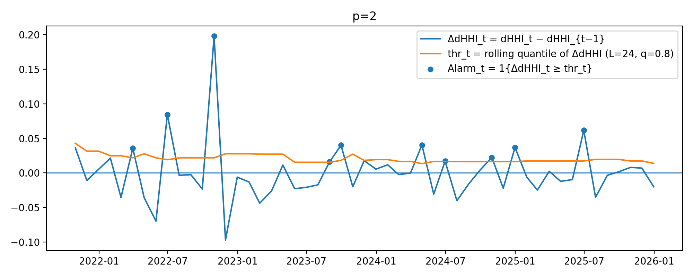 p=2
ΔdHHI_t = dHHI_t − dHHI_{t−1}
thr_t = rolling quantile of ΔdHHI (L=24, q=0.8)
Alarm_t = 1{ΔdHHI_t ≥ thr_t}
0.20
0.15
0.10
0.05
0.00
−0.05
−0.10
2022-01 2022-07 2023-01 2023-07 2024-01 2024-07 2025-01 2025-07 2026-01